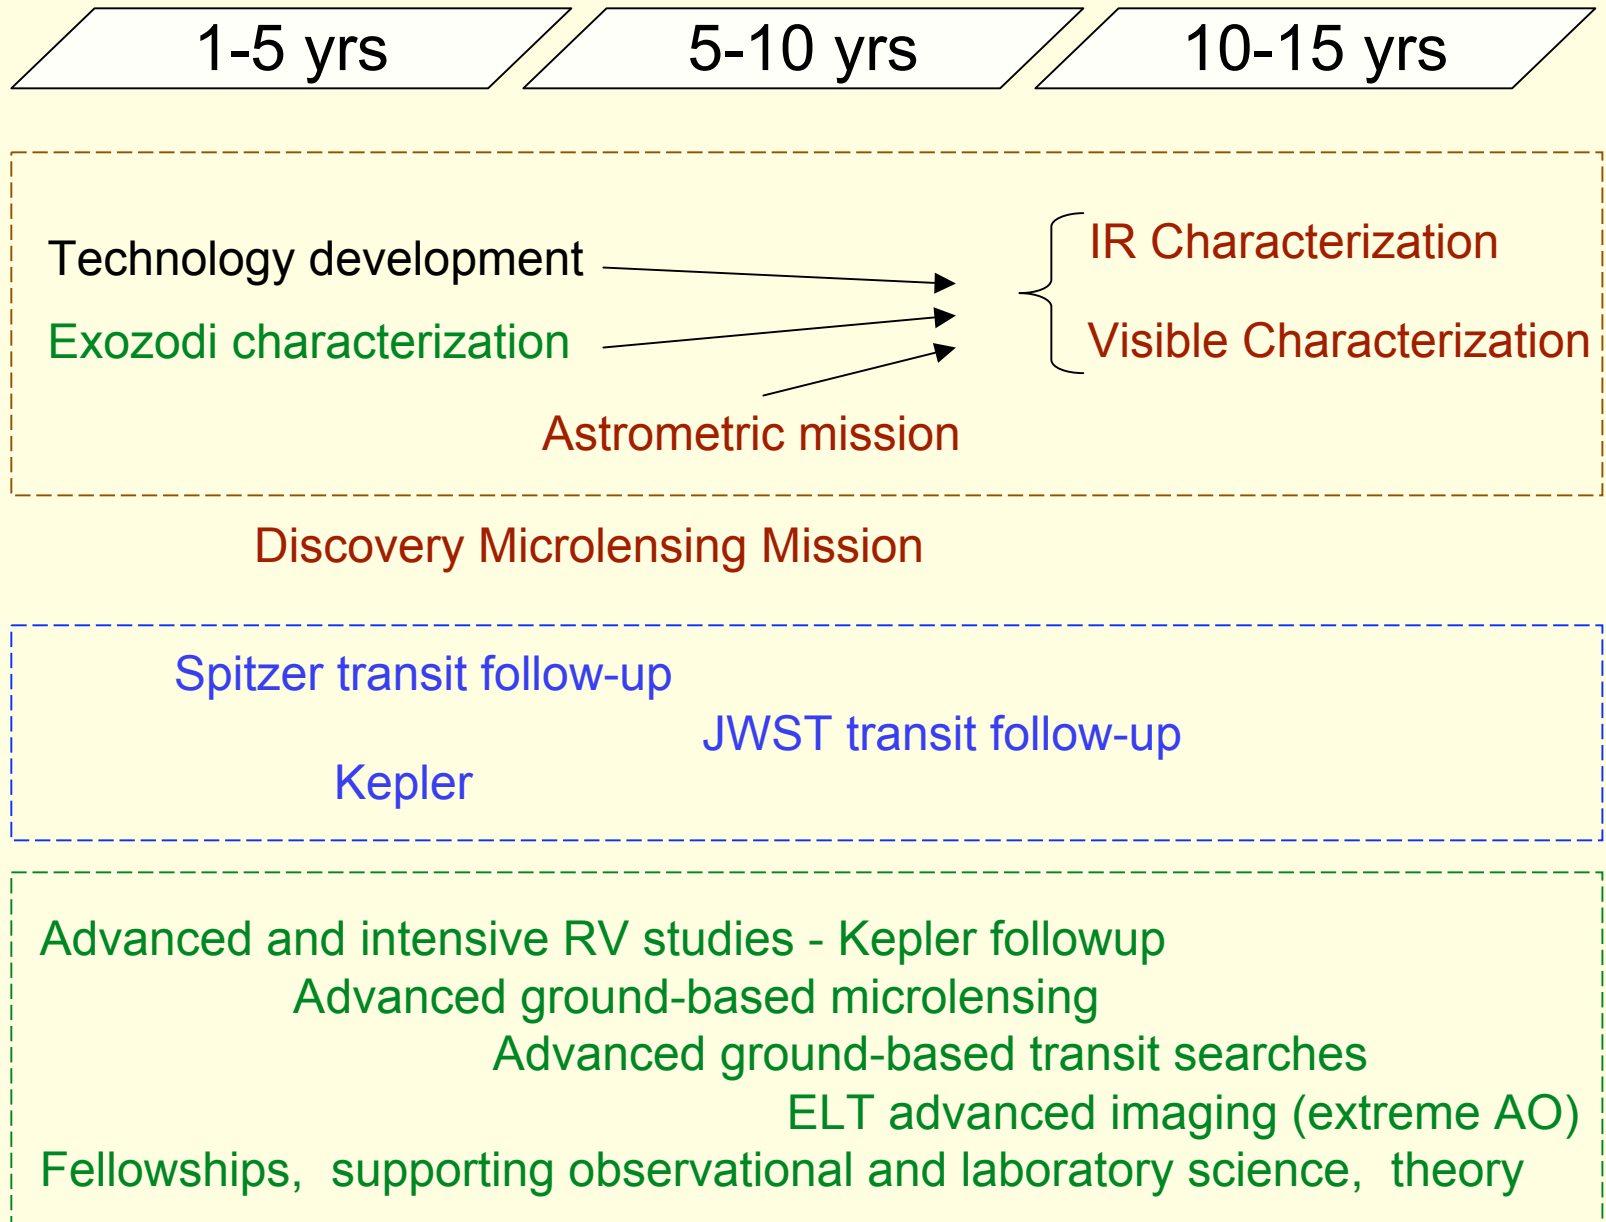 1-5 yrs 5-10 yrs 10-15 yrs
Technology development
IR Characterization
Exozodi characterization
Visible Characterization
Astrometric mission
Discovery Microlensing Mission
Spitzer transit follow-up
JWST transit follow-up
Kepler
Advanced and intensive RV studies - Kepler followup
Advanced ground-based microlensing
Advanced ground-based transit searches
ELT advanced imaging (extreme AO)
Fellowships, supporting observational and laboratory science, theory